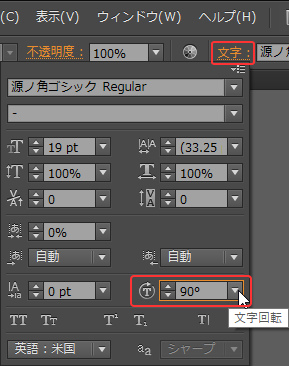 C) 表示(V) ウィンドウ(W) ヘルプ(H)
不透明度： 100% 文字： 源ノ
源ノ角ゴシック Regular
-
19 pt (33.25
100% 100%
0 0
0%
自動 自動
0 pt 90°
文字回転
TT Tт T¹ T₁ T
英語：米国 aa シャープ